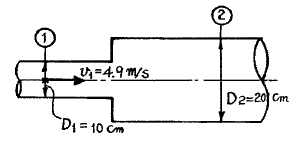 1
2
v₁=4.9 m/s
D₁=10 cm
D₂=20 cm